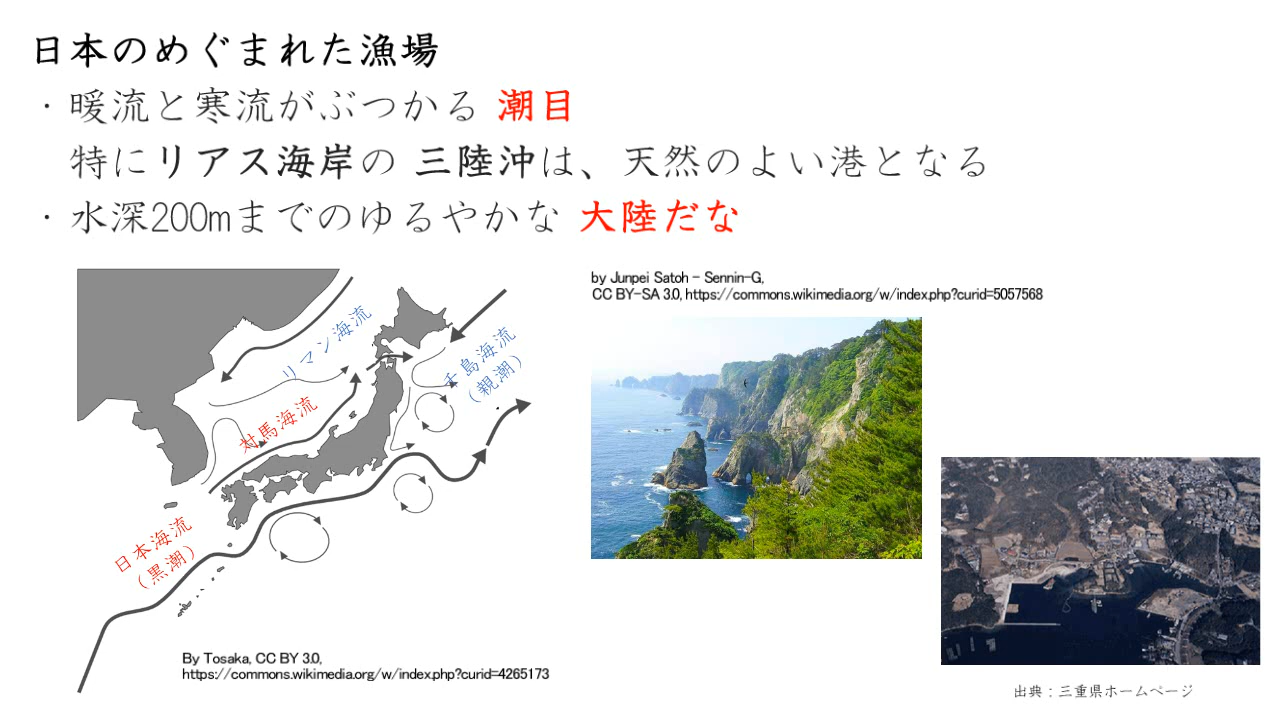 日本のめぐまれた漁場
・暖流と寒流がぶつかる 潮目
特にリアス海岸の 三陸沖は、天然のよい港となる
・水深200mまでのゆるやかな 大陸だな
by Junpei Satoh - Sennin-G,
CC BY-SA 3.0, https://commons.wikimedia.org/w/index.php?curid=5057568
リマン海流
千島海流
（親潮）
対馬海流
日本海流
（黒潮）
By Tosaka, CC BY 3.0,
https://commons.wikimedia.org/w/index.php?curid=4265173
出典：三重県ホームページ